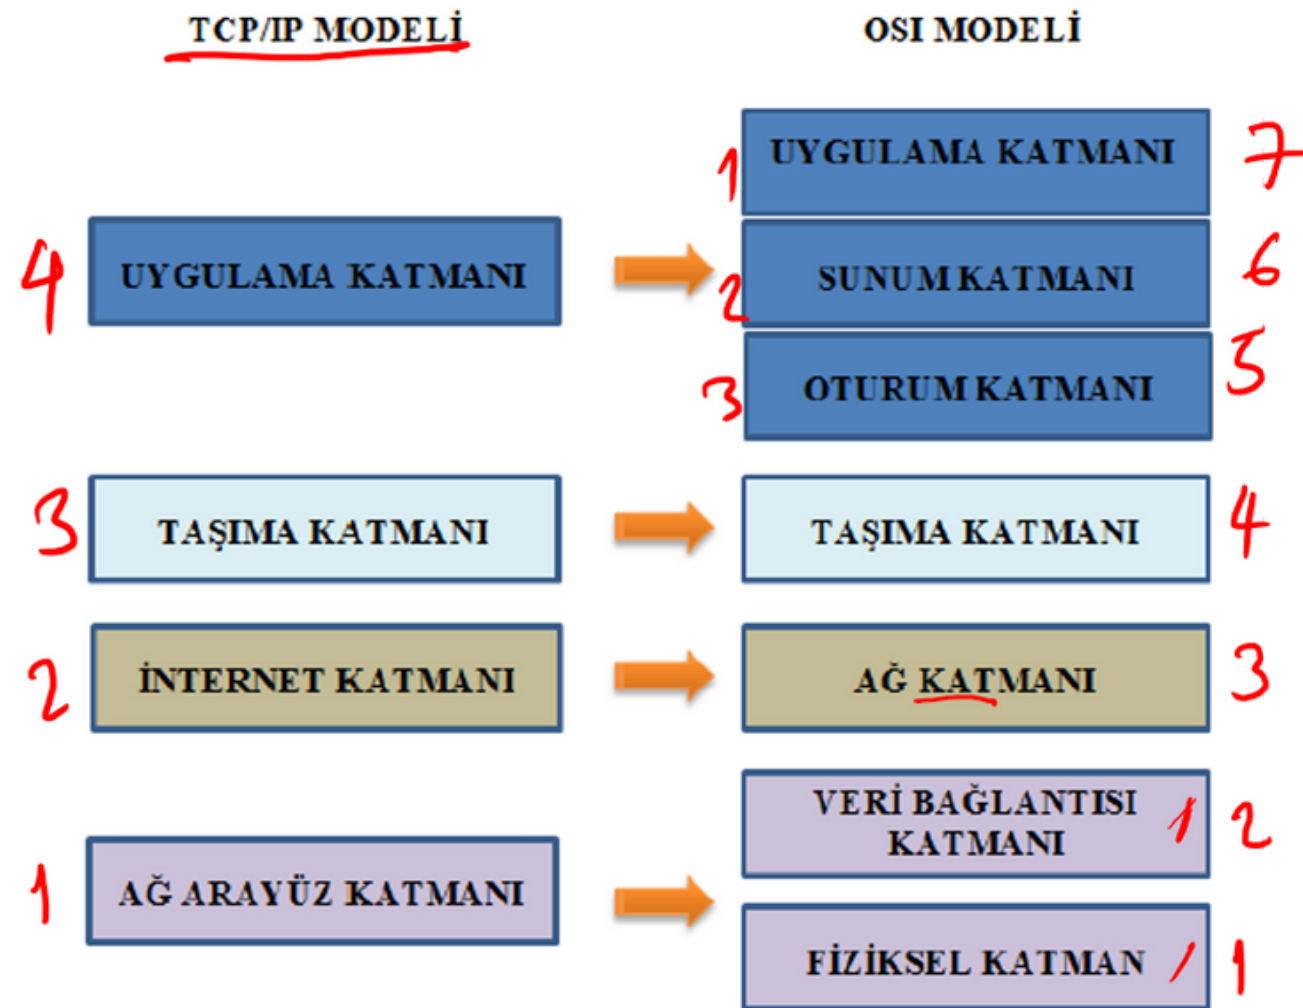 TCP/IP MODELİ
OSI MODELİ
1 UYGULAMA KATMANI 7
4 UYGULAMA KATMANI
2 SUNUM KATMANI 6
3 OTURUM KATMANI 5
3 TAŞIMA KATMANI
TAŞIMA KATMANI 4
2 İNTERNET KATMANI
AĞ KATMANI 3
VERİ BAĞLANTISI
KATMANI 1 2
1 AĞ ARAYÜZ KATMANI
FİZİKSEL KATMAN / 1